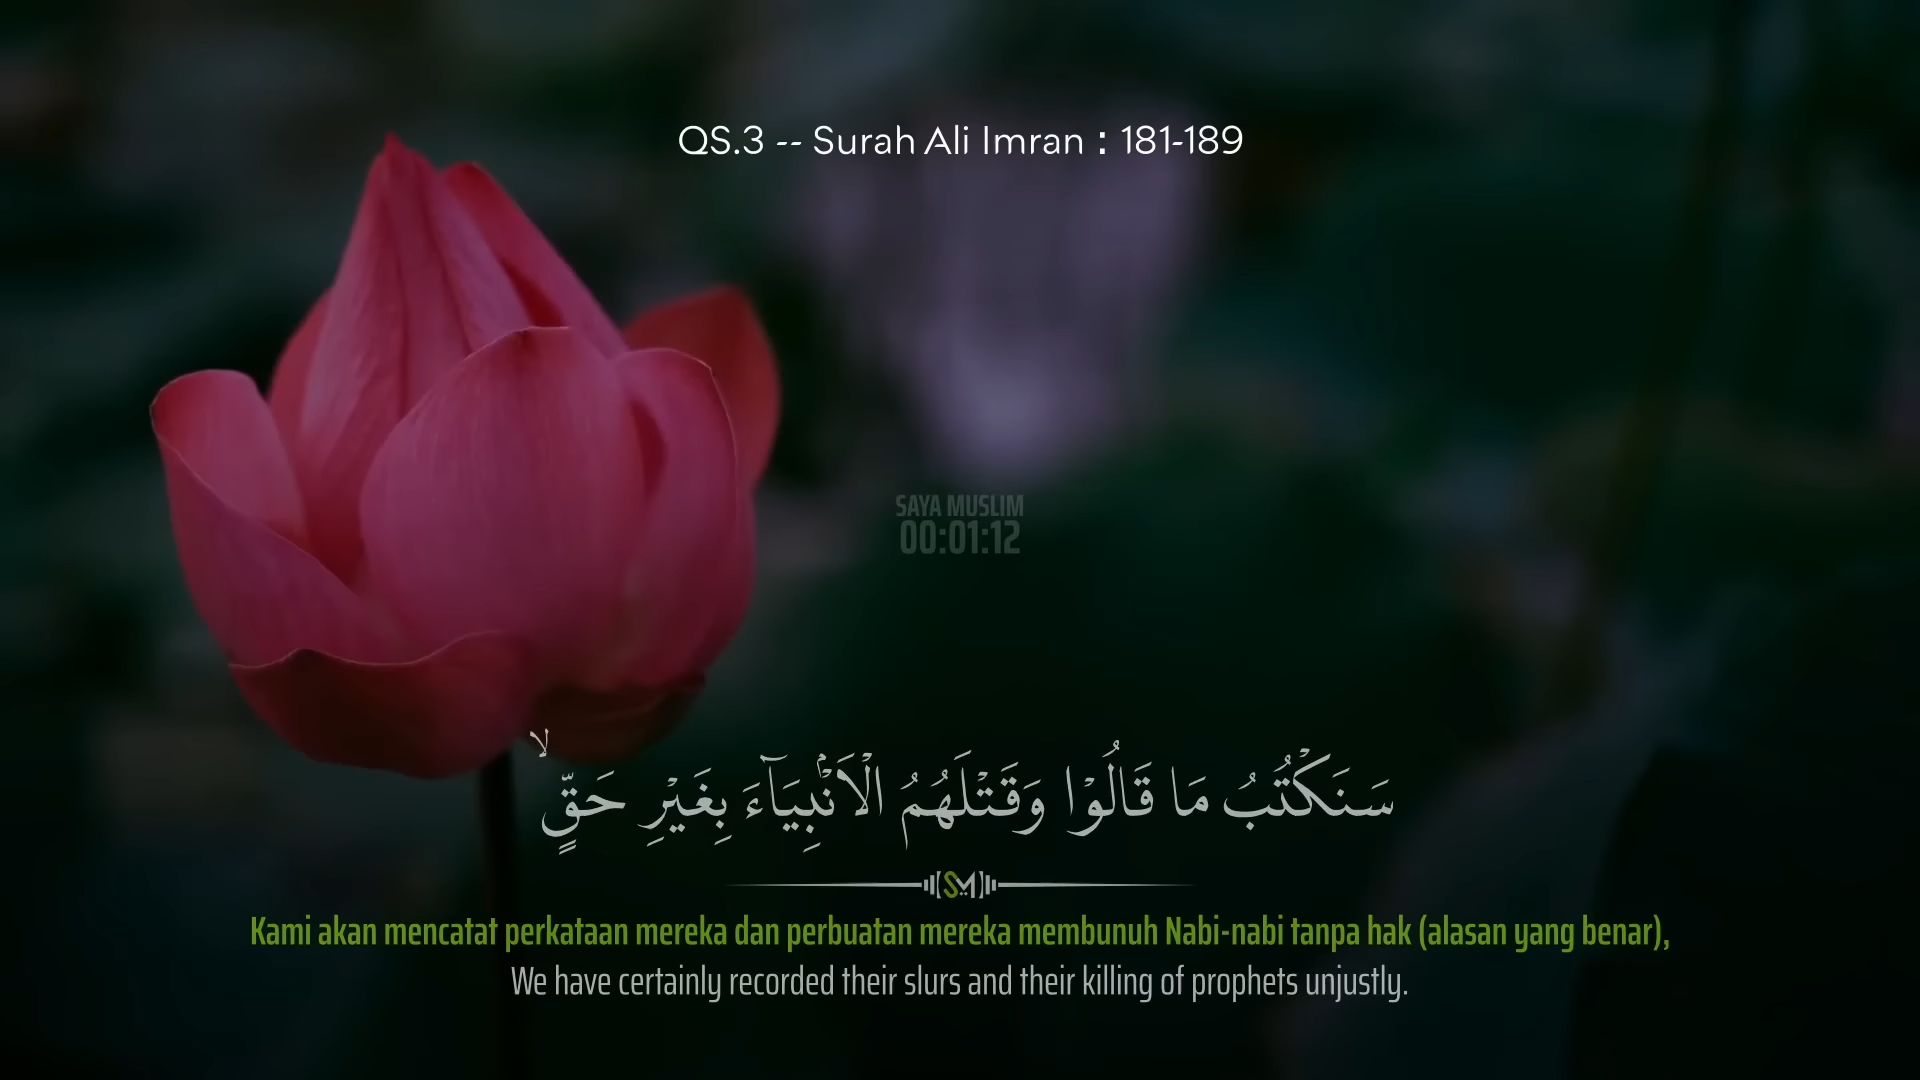 QS.3 -- Surah Ali Imran : 181-189
SAYA MUSLIM
00:01:12
سَنَكْتُبُ مَا قَالُوْا وَقَتْلَهُمُ الْاَنْۢبِيَاۤءَ بِغَيْرِ حَقٍّۙ
SM
Kami akan mencatat perkataan mereka dan perbuatan mereka membunuh Nabi-nabi tanpa hak (alasan yang benar),
We have certainly recorded their slurs and their killing of prophets unjustly.